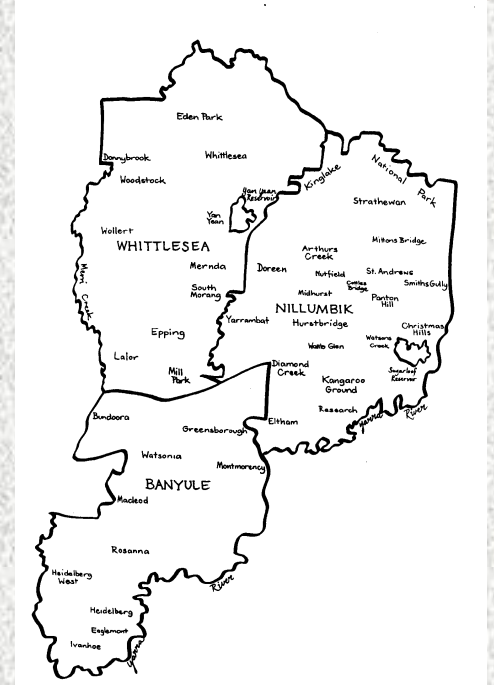 Eden Park
Donnybrook
Whittlesea
Woodstock
Yan Yean
Reservoir
Yan
Yean
Wollert
WHITTLESEA
Merri Creek
Mernda
South
Morang
Epping
Lalor
Mill
Park
Kinglake
National
Park
Strathewan
Mittons Bridge
Arthurs
Creek
Doreen
Nutfield
St. Andrews
Cottles
Bridge
Smiths Gully
Midhurst
Panton
Hill
NILLUMBIK
Yarrambat
Hurstbridge
Christmas
Hills
Watsons
Creek
Wattle Glen
Sugarloaf
Reservoir
Diamond
Creek
Kangaroo
Ground
Research
Yarra River
Eltham
Bundoora
Greensborough
Watsonia
Montmorency
BANYULE
Macleod
Rosanna
Heidelberg
West
River
Heidelberg
Eaglemont
Ivanhoe
Yarra